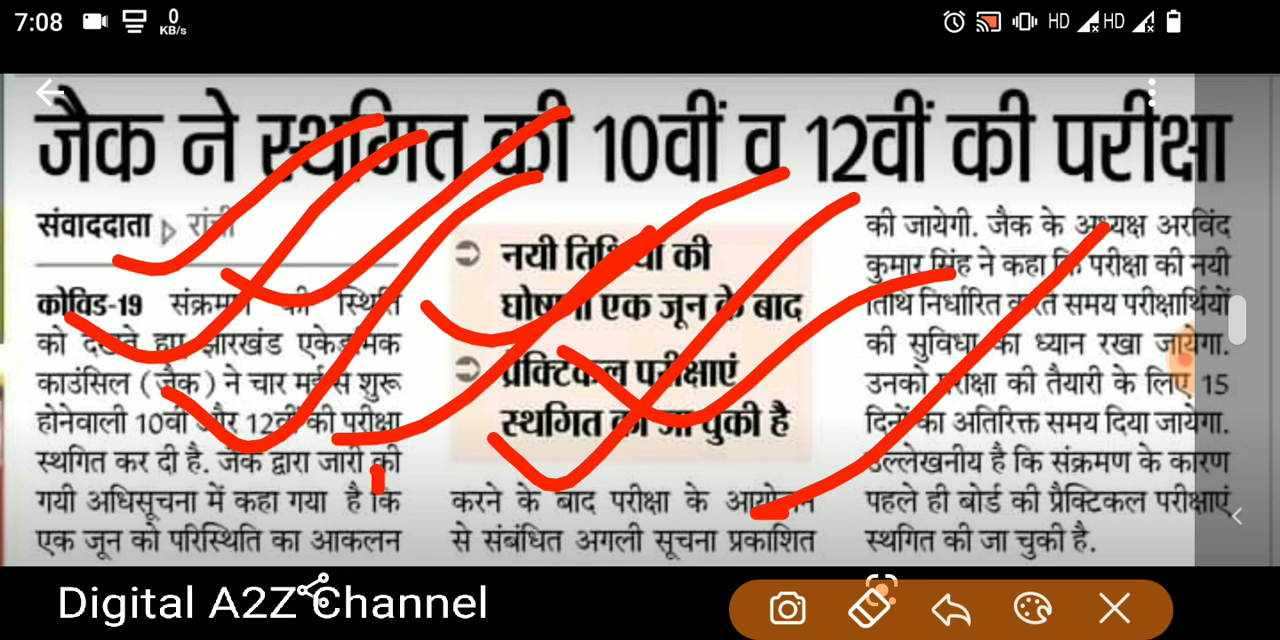 7:08
0
KB/s
HD
HD
जैक ने स्थगित की 10वीं व 12वीं की परीक्षा
संवाददाता ▷ रांची
कोविड-19 संक्रमण की स्थिति
को देखते हुए झारखंड एकेडमिक
काउंसिल (जैक) ने चार मई से शुरू
होनेवाली 10वीं और 12वीं की परीक्षा
स्थगित कर दी है. जैक द्वारा जारी की
गयी अधिसूचना में कहा गया है कि
एक जून को परिस्थिति का आकलन
नयी तिथियों की
घोषणा एक जून के बाद
प्रैक्टिकल परीक्षाएं
स्थगित की जा चुकी है
करने के बाद परीक्षा के आयोजन
से संबंधित अगली सूचना प्रकाशित
की जायेगी. जैक के अध्यक्ष अरविंद
कुमार सिंह ने कहा कि परीक्षा की नयी
तिथि निर्धारित करते समय परीक्षार्थियों
की सुविधा का ध्यान रखा जायेगा.
उनको परीक्षा की तैयारी के लिए 15
दिनों का अतिरिक्त समय दिया जायेगा.
उल्लेखनीय है कि संक्रमण के कारण
पहले ही बोर्ड की प्रैक्टिकल परीक्षाएं
स्थगित की जा चुकी है.
Digital A2Z Channel